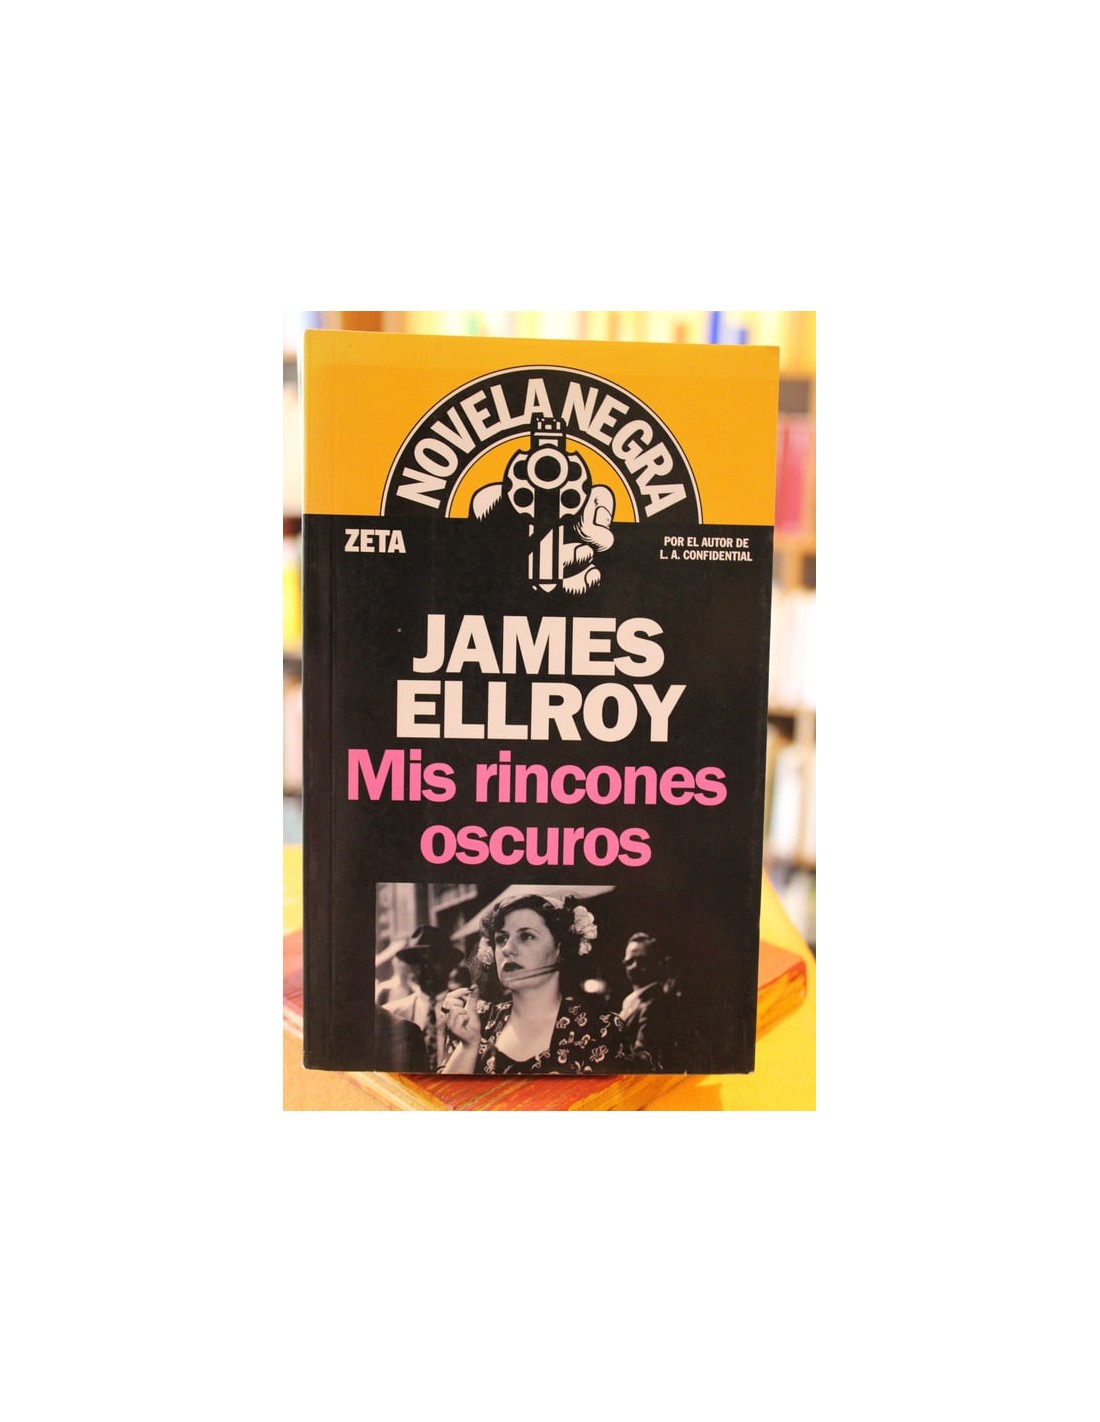 NOVELA NEGRA
ZETA
POR EL AUTOR DE
L. A. CONFIDENTIAL
JAMES
ELLROY
Mis rincones
oscuros